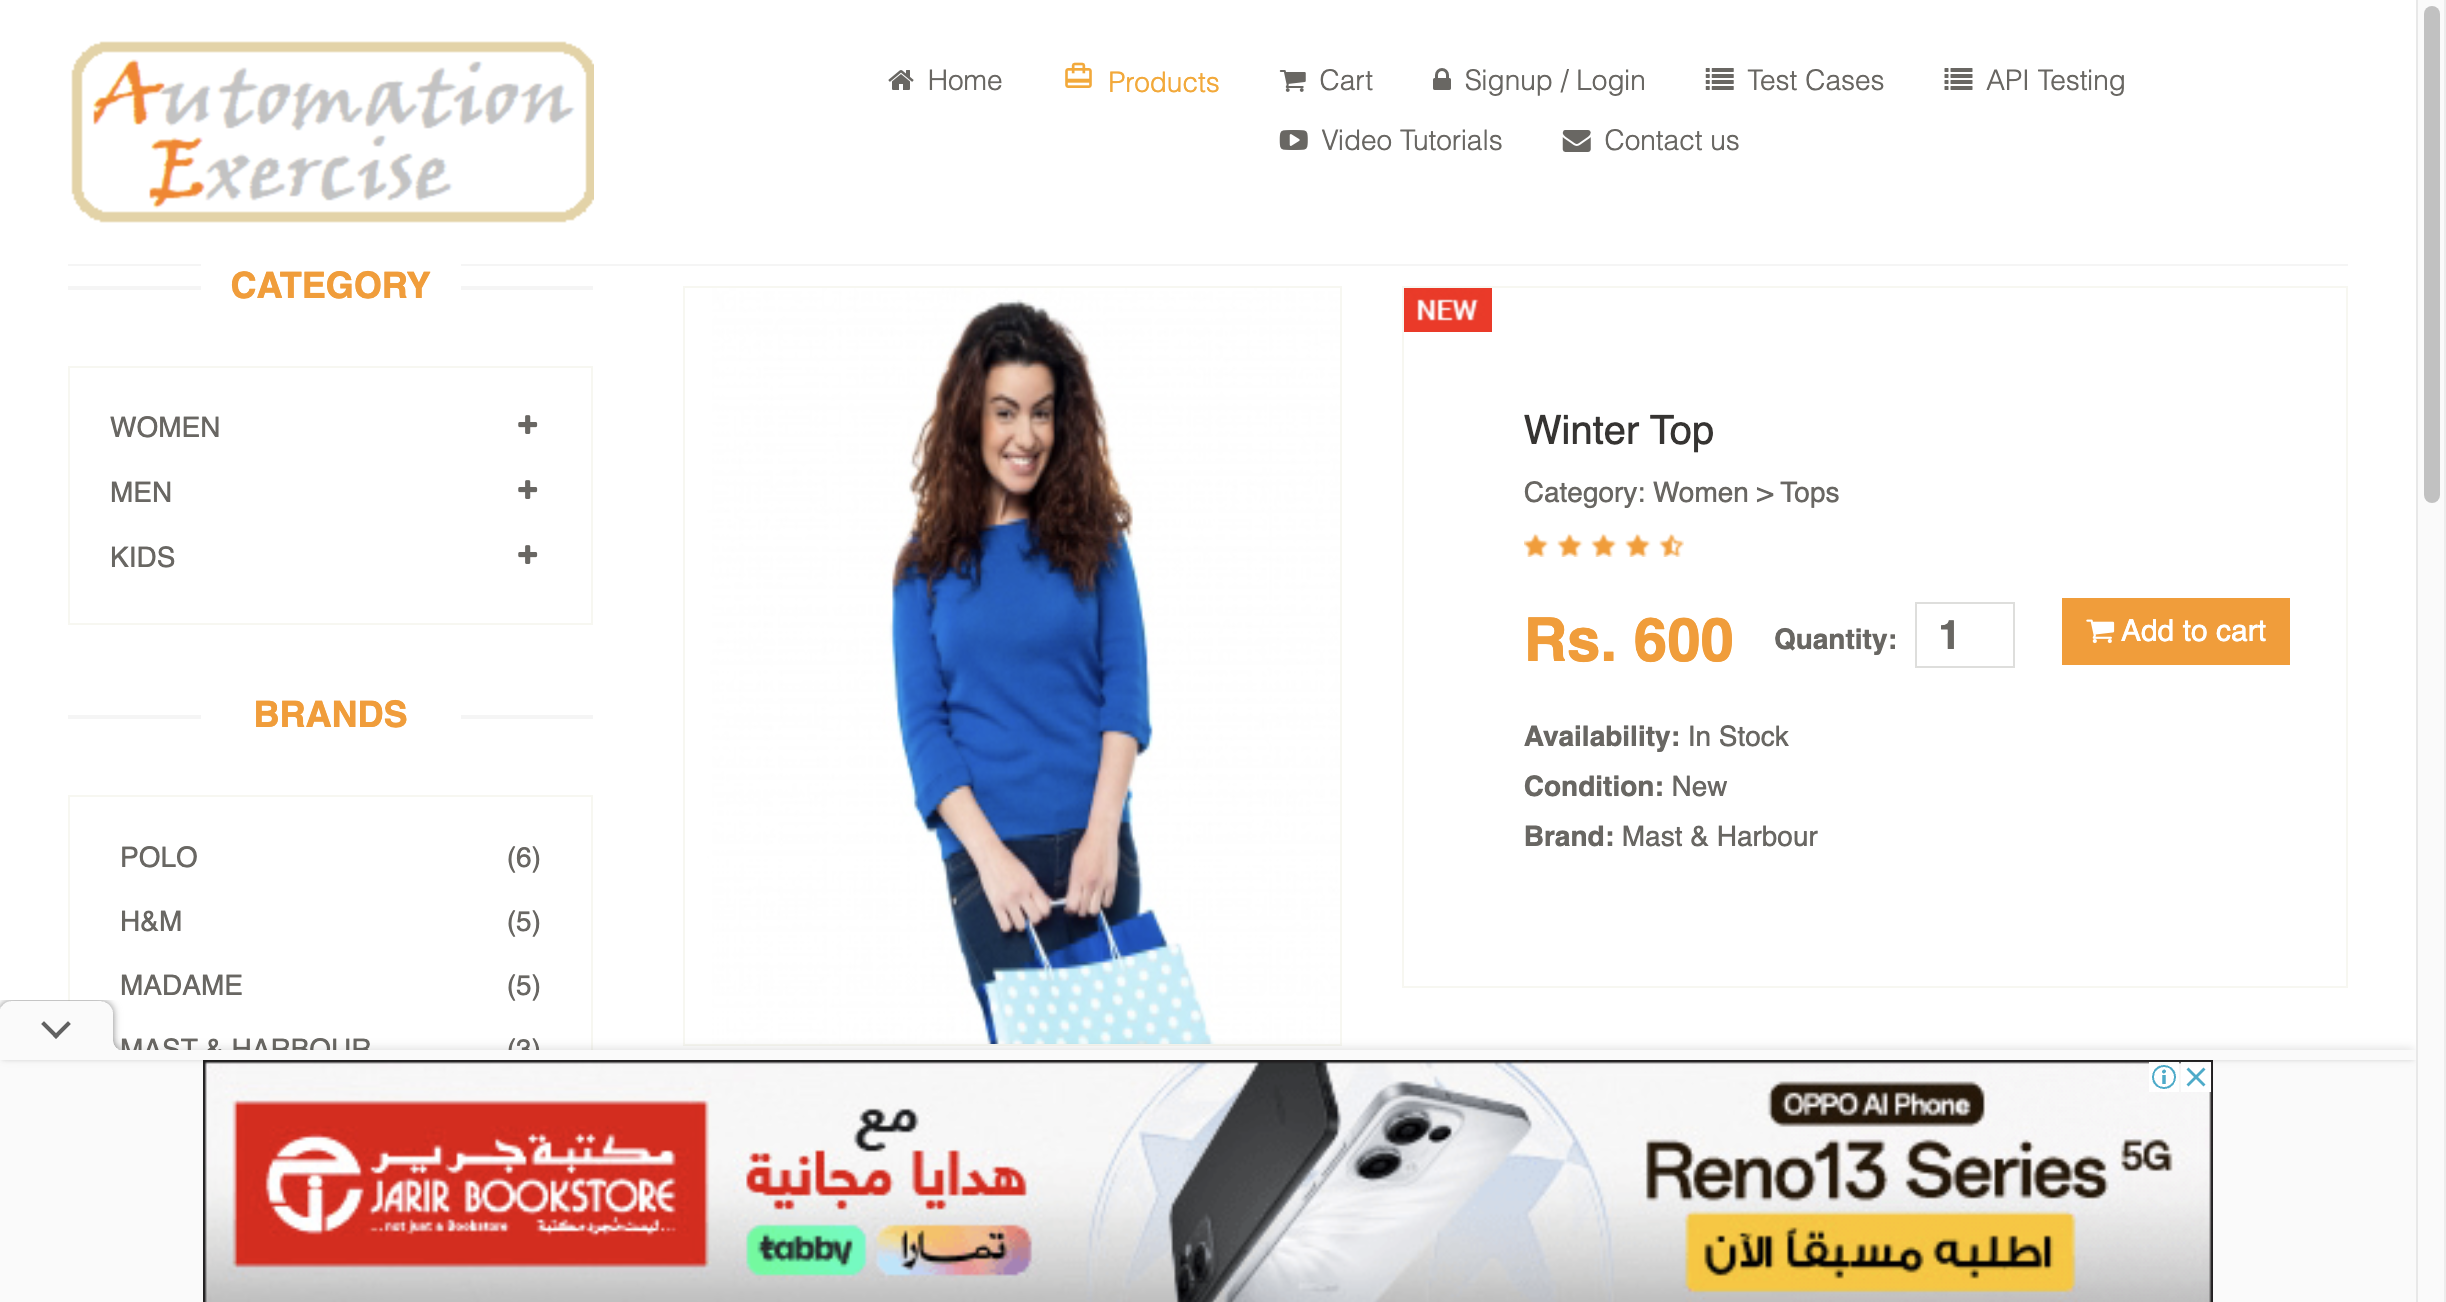 Automation
Exercise
Home
Products
Cart
Signup / Login
Test Cases
API Testing
Video Tutorials
Contact us
CATEGORY
WOMEN
MEN
KIDS
BRANDS
POLO (6)
H&M (5)
MADAME (5)
MAST & HARBOUR (3)
NEW
Winter Top
Category: Women > Tops
Rs. 600
Quantity: 1
Add to cart
Availability: In Stock
Condition: New
Brand: Mast & Harbour
مكتبة جرير
JARIR BOOKSTORE
...not just a Bookstore
ليست مجرد مكتبة...
مع
هدايا مجانية
tabby
تمارا
OPPO AI Phone
Reno13 Series 5G
اطلبه مسبقاً الآن